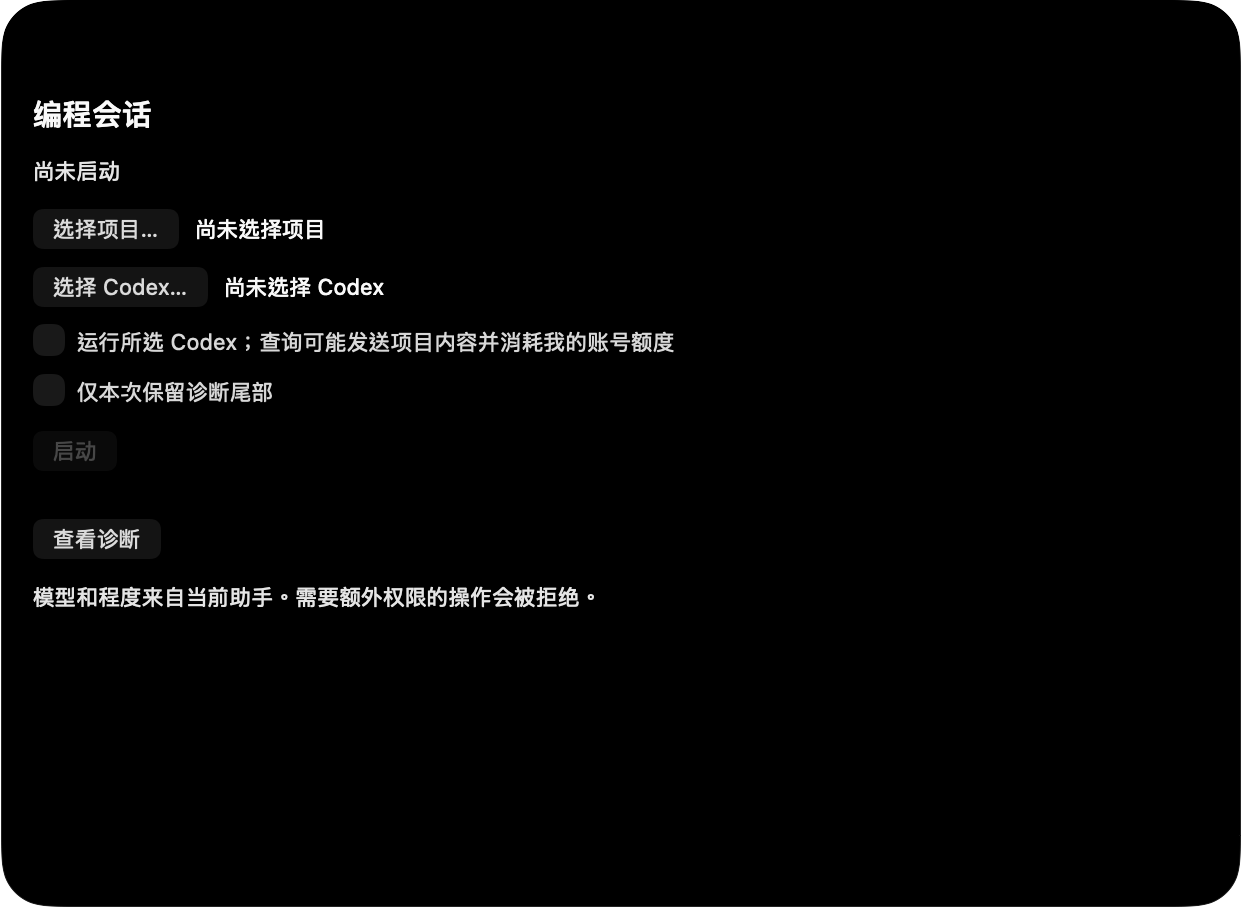 编程会话
尚未启动
选择项目... 尚未选择项目
选择 Codex... 尚未选择 Codex
运行所选 Codex；查询可能发送项目内容并消耗我的账号额度
仅本次保留诊断尾部
启动
查看诊断
模型和程度来自当前助手。需要额外权限的操作会被拒绝。